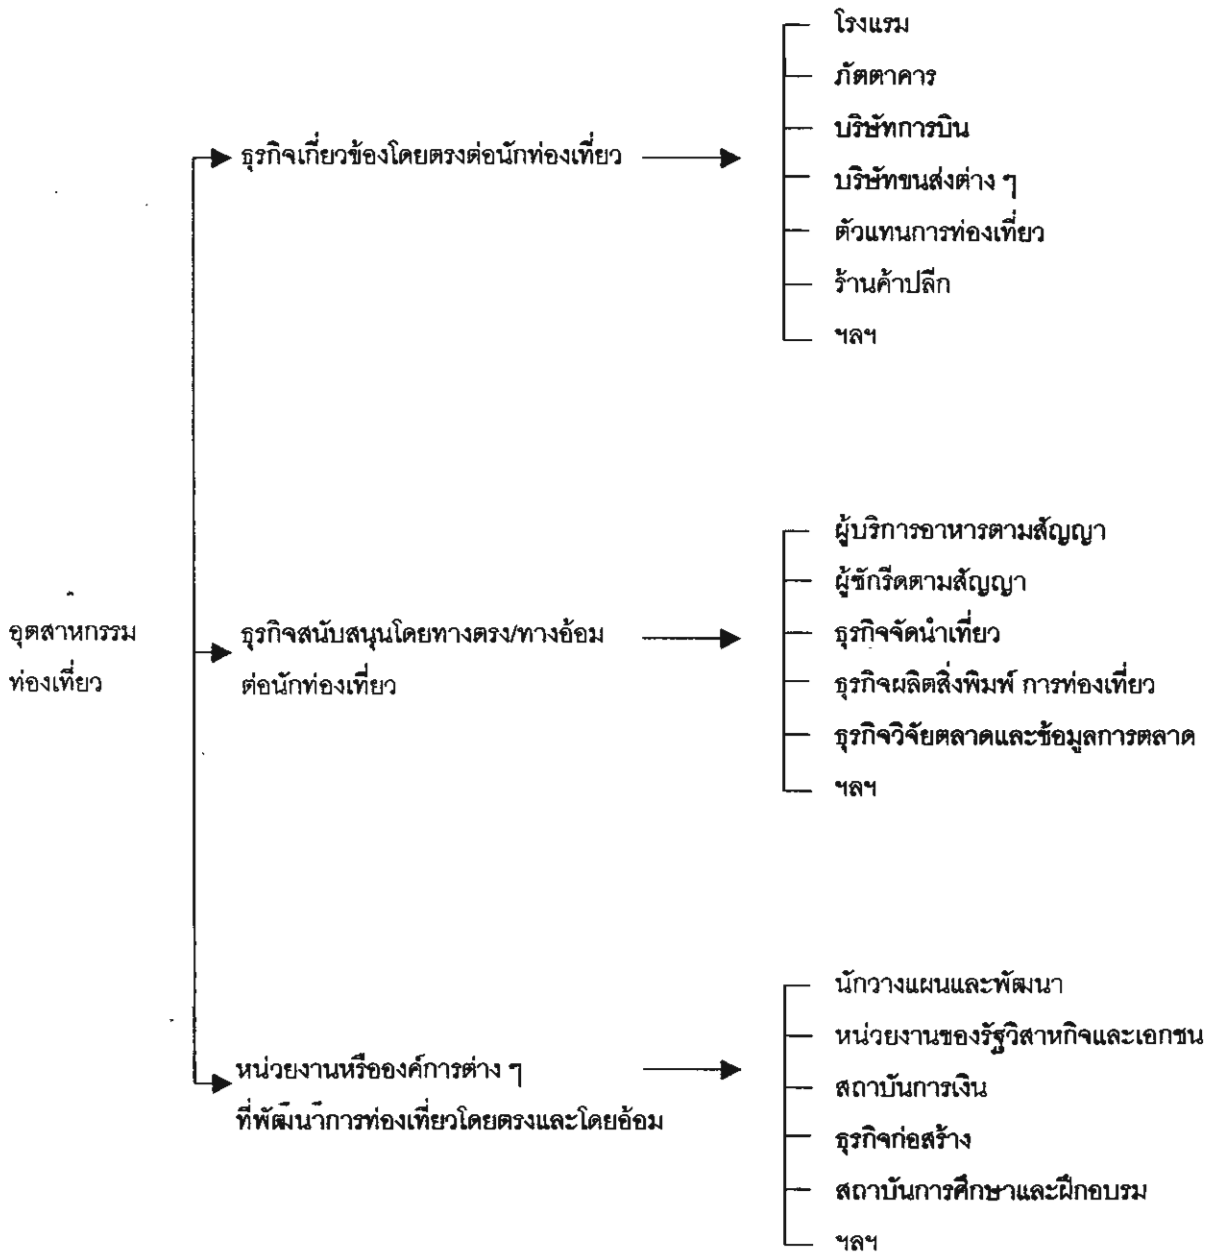 อุตสาหกรรม
ท่องเที่ยว
ธุรกิจเกี่ยวข้องโดยตรงต่อนักท่องเที่ยว
โรงแรม
ภัตตาคาร
บริษัทการบิน
บริษัทขนส่งต่าง ๆ
ตัวแทนการท่องเที่ยว
ร้านค้าปลีก
ฯลฯ
ธุรกิจสนับสนุนโดยทางตรง/ทางอ้อม
ต่อนักท่องเที่ยว
ผู้บริการอาหารตามสัญญา
ผู้ซักรีดตามสัญญา
ธุรกิจจัดนำเที่ยว
ธุรกิจผลิตสิ่งพิมพ์ การท่องเที่ยว
ธุรกิจวิจัยตลาดและข้อมูลการตลาด
ฯลฯ
หน่วยงานหรือองค์การต่าง ๆ
ที่พัฒนาการท่องเที่ยวโดยตรงและโดยอ้อม
นักวางแผนและพัฒนา
หน่วยงานของรัฐวิสาหกิจและเอกชน
สถาบันการเงิน
ธุรกิจก่อสร้าง
สถาบันการศึกษาและฝึกอบรม
ฯลฯ